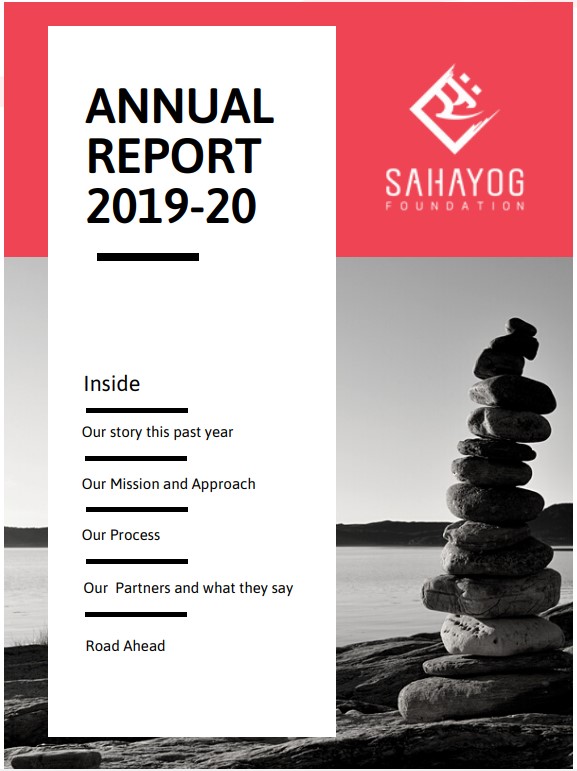 ANNUAL
REPORT
2019-20
SAHAYOG
FOUNDATION
Inside
Our story this past year
Our Mission and Approach
Our Process
Our  Partners and what they say
Road Ahead